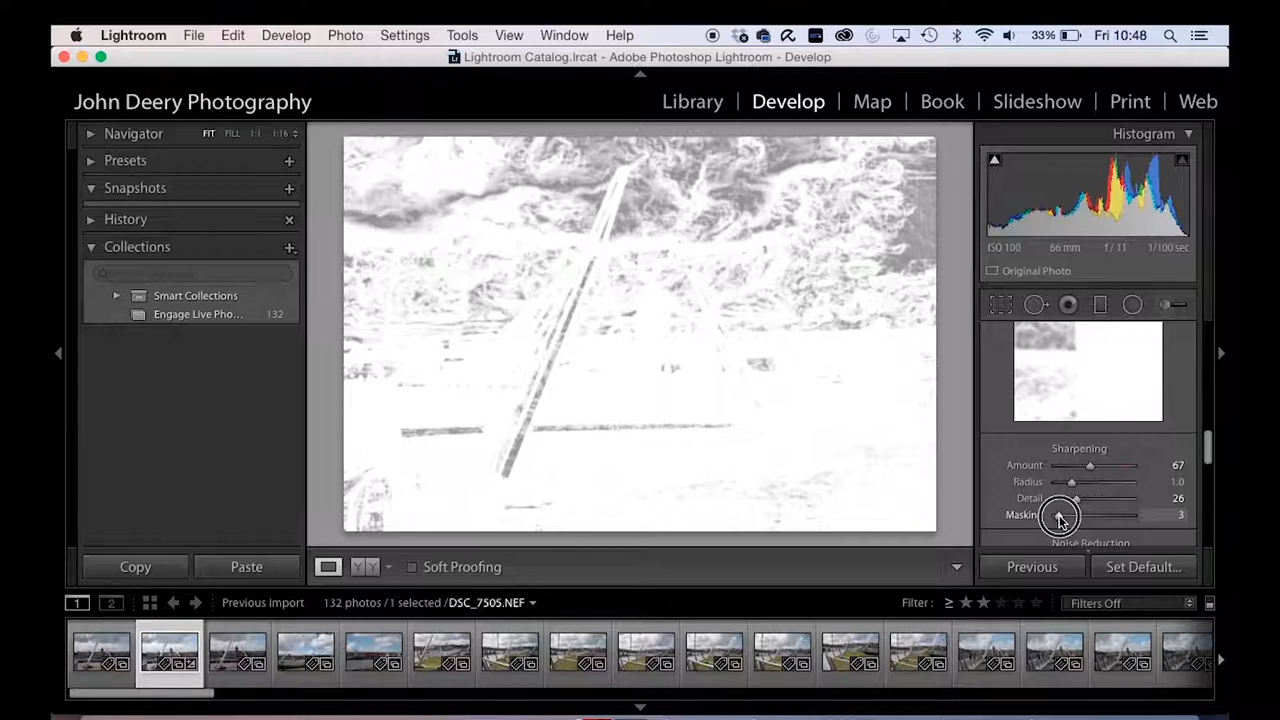 Lightroom File Edit Develop Photo Settings Tools View Window Help 33% Fri 10:48
Lightroom Catalog.lrcat - Adobe Photoshop Lightroom - Develop
John Deery Photography Library | Develop | Map | Book | Slideshow | Print | Web
Navigator FIT FILL 1:1 1:16
Histogram
Presets
Snapshots
History
Collections
ISO 100 66 mm f / 11 1/100 sec
Original Photo
Smart Collections
Engage Live Pho... 132
Sharpening
Amount 67
Radius 1.0
Detail 26
Masking 3
Noise Reduction
Copy Paste Y Y Soft Proofing Previous Set Default...
1 2 Previous Import 132 photos / 1 selected / DSC_7505.NEF Filter : ≥ Filters Off